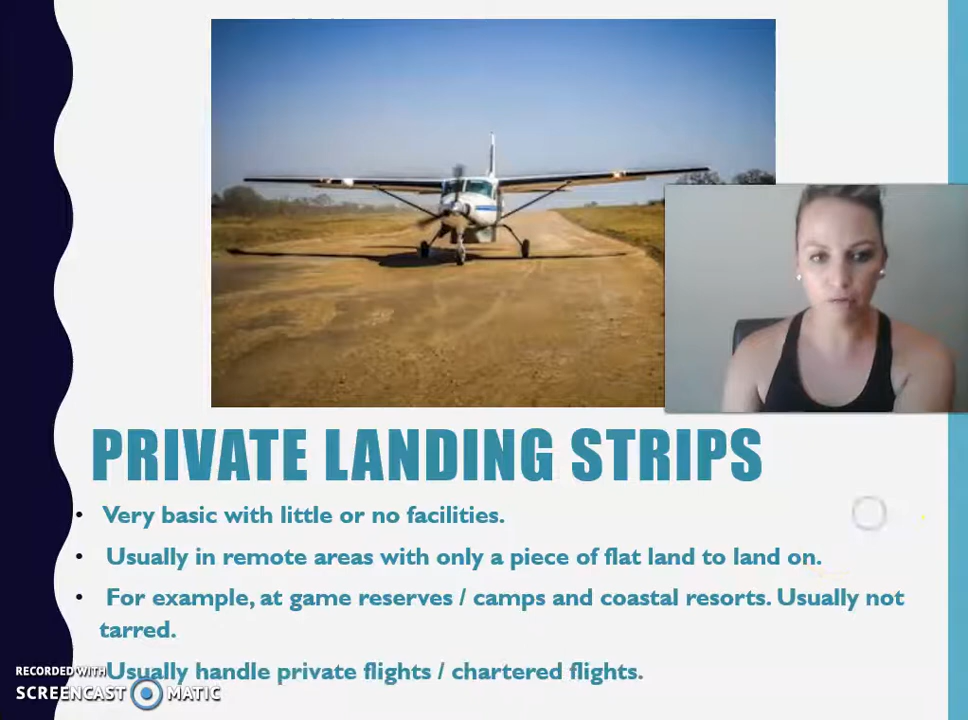 PRIVATE LANDING STRIPS
• Very basic with little or no facilities.
• Usually in remote areas with only a piece of flat land to land on.
• For example, at game reserves / camps and coastal resorts. Usually not
tarred.
Usually handle private flights / chartered flights.
RECORDED WITH
SCREENCAST MATIC